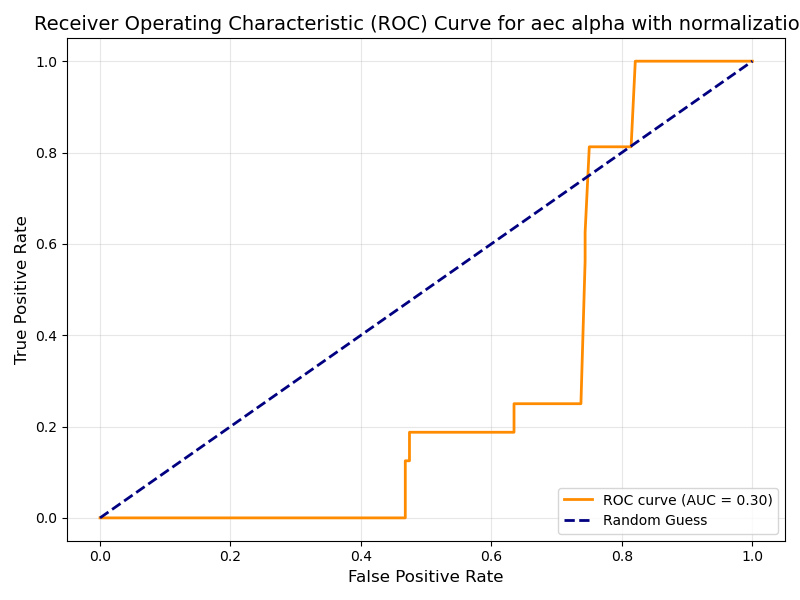 Receiver Operating Characteristic (ROC) Curve for aec alpha with normalizatio
1.0
0.8
0.6
0.4
0.2
0.0
True Positive Rate
0.0 0.2 0.4 0.6 0.8 1.0
False Positive Rate
ROC curve (AUC = 0.30)
Random Guess